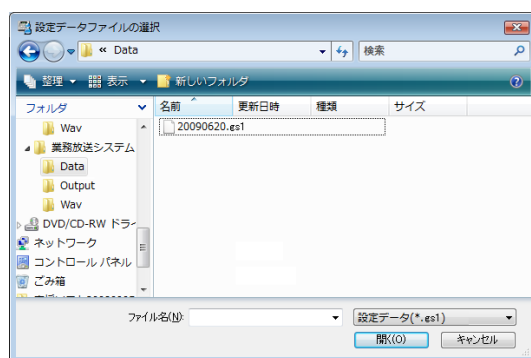 設定データファイルの選択
« Data
検索
整理 表示 新しいフォルダ
フォルダ
名前 更新日時 種類 サイズ
Wav
業務放送システム
Data
Output
Wav
DVD/CD-RW ドラ
ネットワーク
コントロール パネル
ごみ箱
20090620.gs1
ファイル名(N):
設定データ(*.gs1)
開く(O) キャンセル